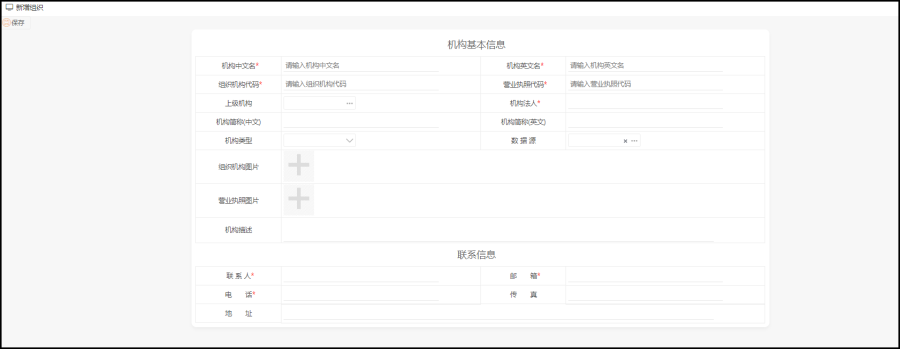 新增组织
保存
机构基本信息
机构中文名* 请输入机构中文名 机构英文名* 请输入机构英文名
组织机构代码* 请输入组织机构代码 营业执照代码* 请输入营业执照代码
上级机构 ··· 机构法人*
机构简称(中文) 机构简称(英文)
机构类型 数 据 源 × ···
组织机构图片
营业执照图片
机构描述
联系信息
联 系 人* 邮 箱*
电 话* 传 真
地 址